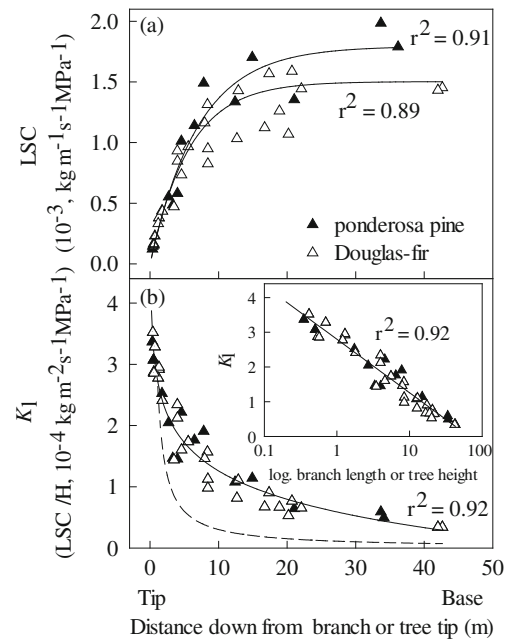 (a)
r² = 0.91
r² = 0.89
2.0
1.5
1.0
0.5
0.0
LSC
(10-³, kg m-¹s-¹MPa-¹)
ponderosa pine
Douglas-fir
(b)
4
3
2
1
0
K₁
(LSC /H, 10-⁴ kg m-²s-¹MPa-¹)
4
3
2
1
0
K₁
r² = 0.92
0.1 1 10 100
log. branch length or tree height
r² = 0.92
0 10 20 30 40 50
Tip Base
Distance down from branch or tree tip (m)